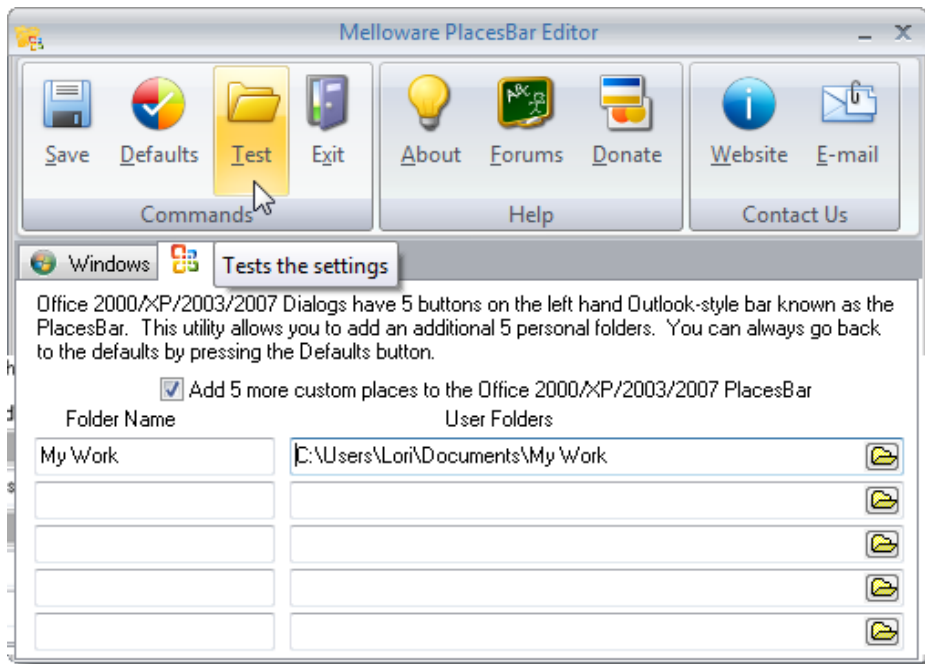 Melloware PlacesBar Editor
Save Defaults Test Exit About Forums Donate Website E-mail
Commands Help Contact Us
Windows
Tests the settings
Office 2000/XP/2003/2007 Dialogs have 5 buttons on the left hand Outlook-style bar known as the
PlacesBar. This utility allows you to add an additional 5 personal folders. You can always go back
to the defaults by pressing the Defaults button.
Add 5 more custom places to the Office 2000/XP/2003/2007 PlacesBar
Folder Name User Folders
My Work C:\Users\Lori\Documents\My Work